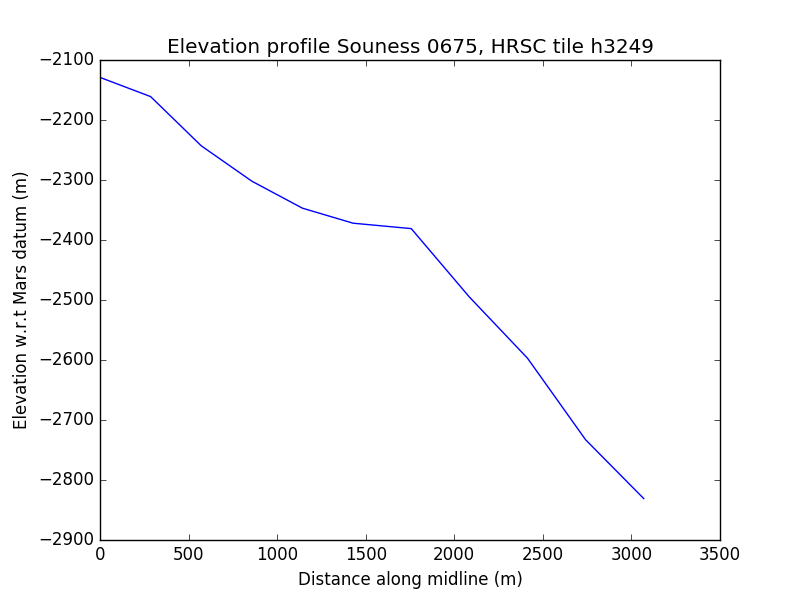 Elevation profile Souness 0675, HRSC tile h3249
−2100
−2200
−2300
−2400
−2500
−2600
−2700
−2800
−2900
Elevation w.r.t Mars datum (m)
0 500 1000 1500 2000 2500 3000 3500
Distance along midline (m)